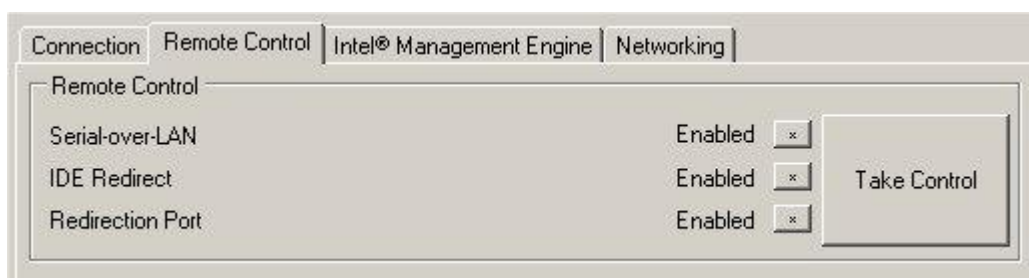 Connection Remote Control Intel® Management Engine Networking
Remote Control
Serial-over-LAN Enabled ×
IDE Redirect Enabled ×
Redirection Port Enabled ×
Take Control